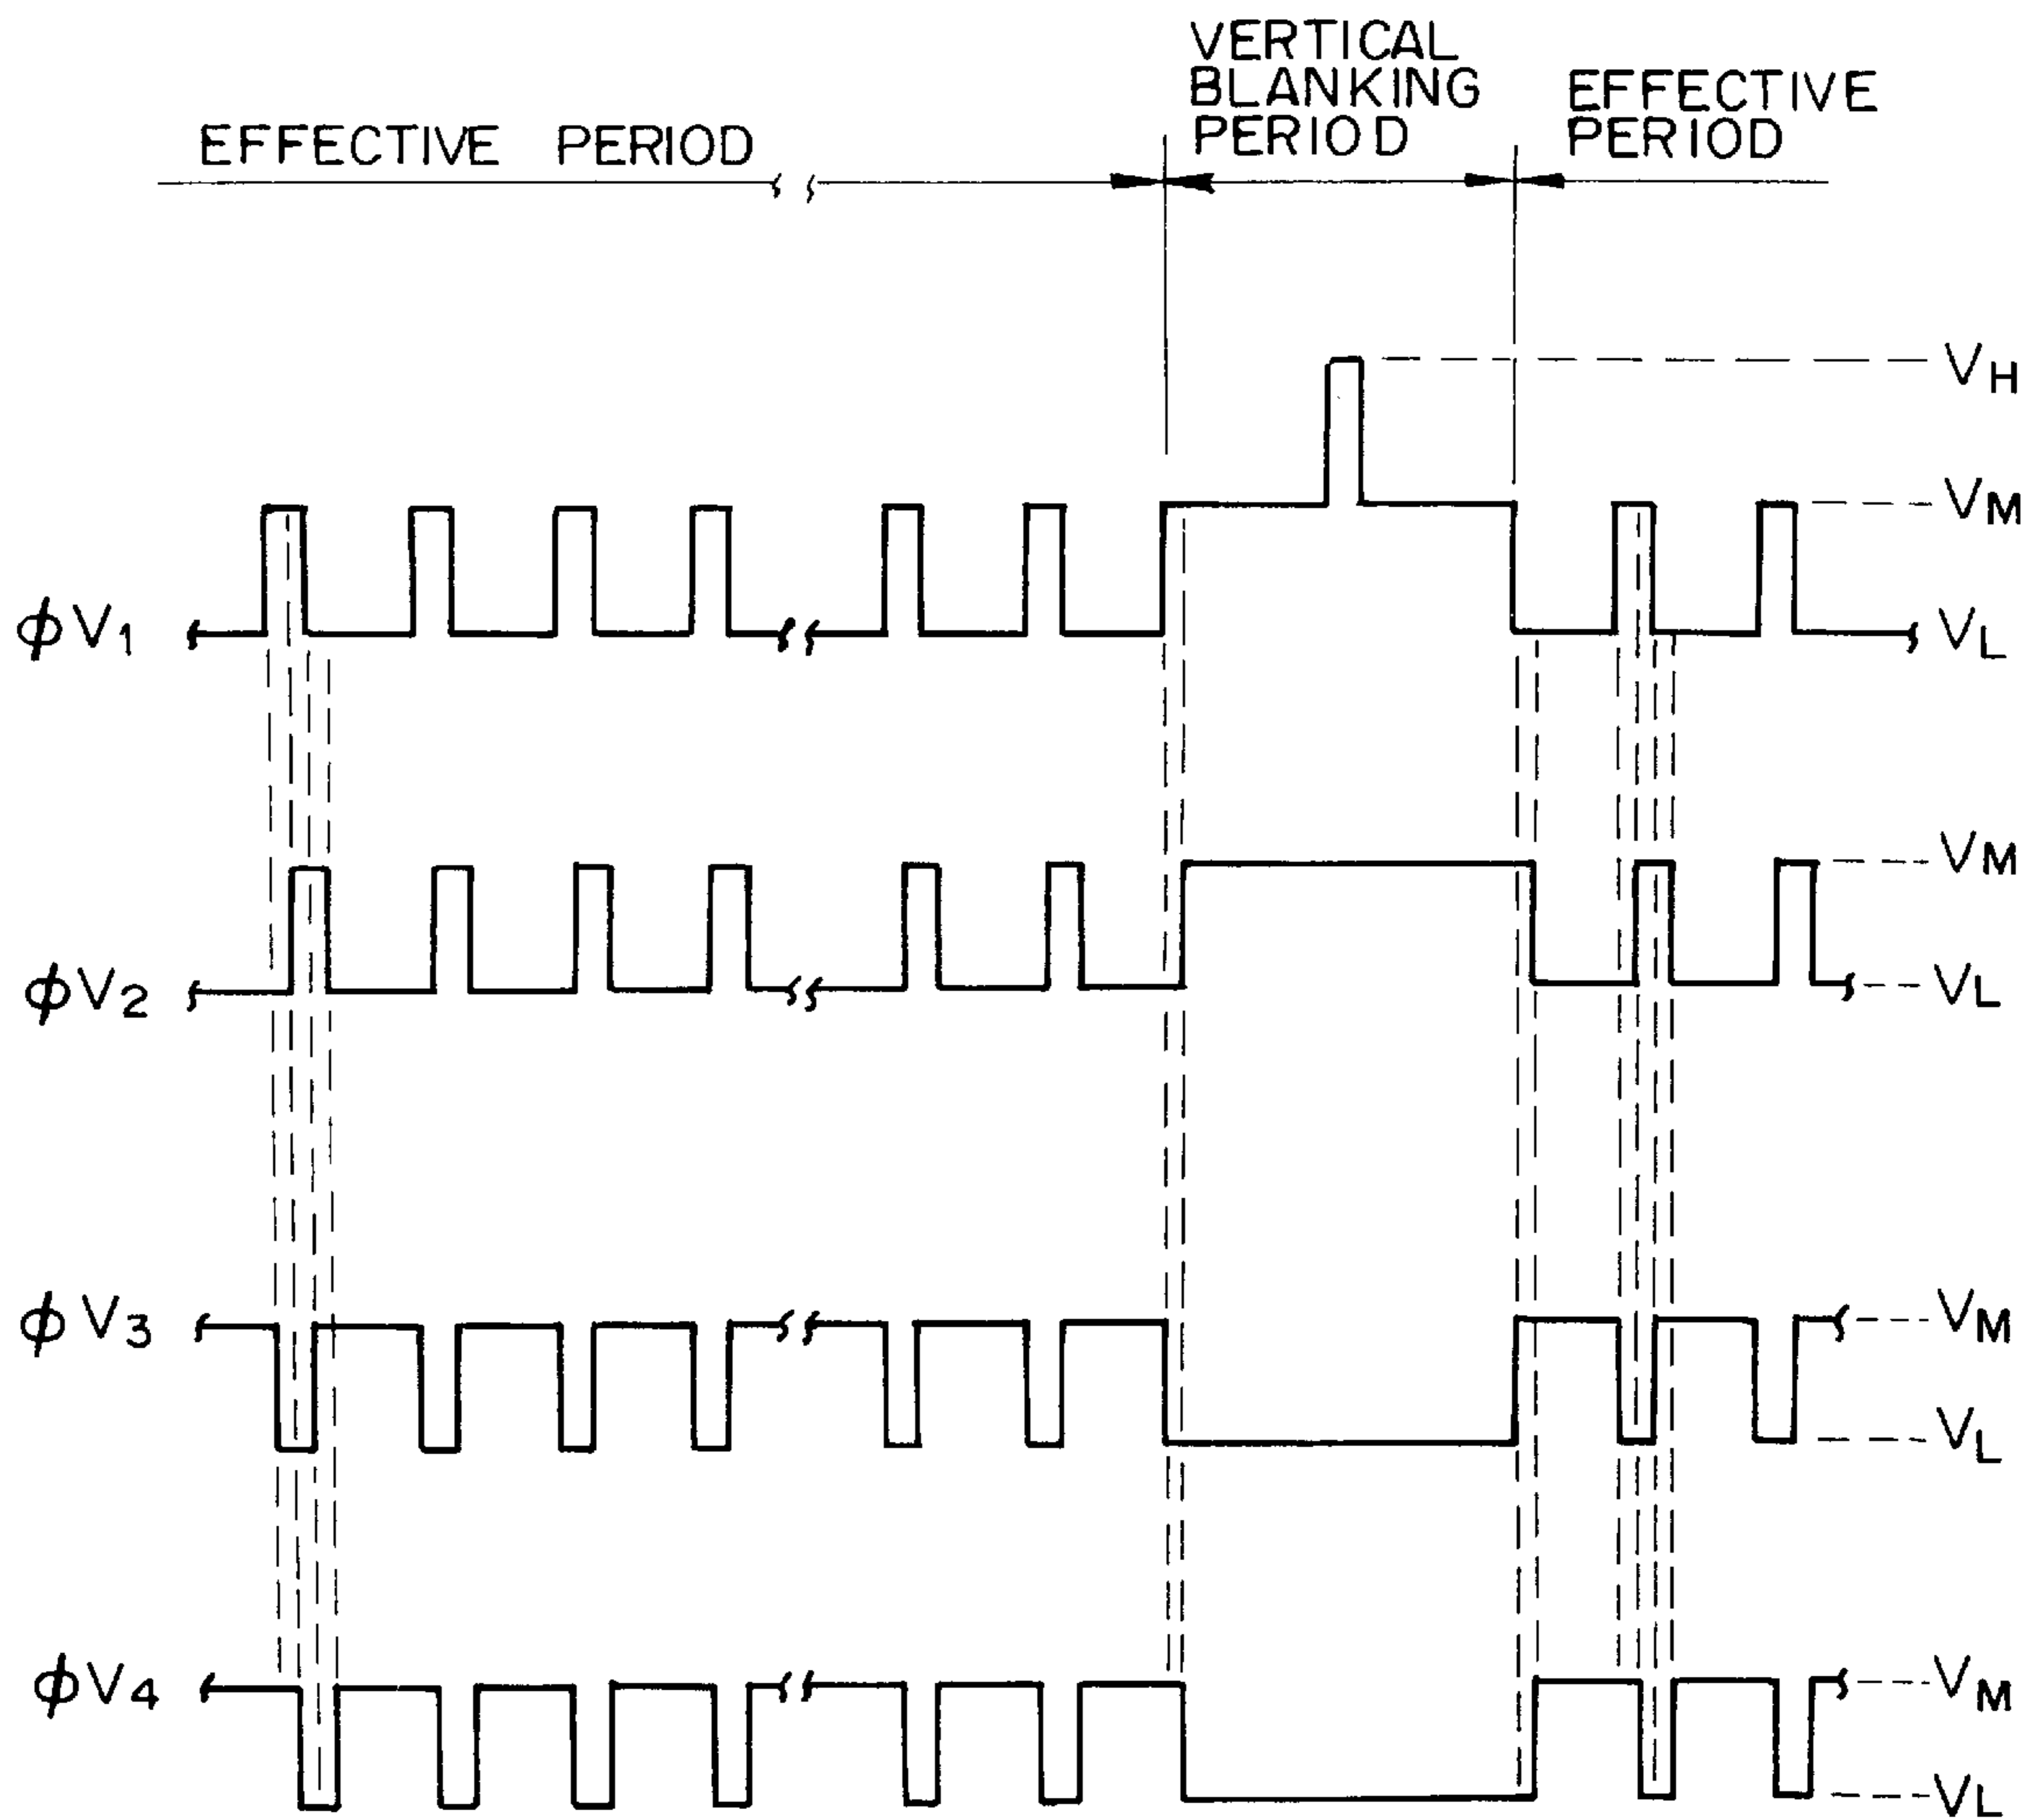 EFFECTIVE PERIOD
VERTICAL
BLANKING
PERIOD
EFFECTIVE
PERIOD
VH
VM
ϕV1
VL
VM
ϕV2
VL
ϕV3
VM
VL
ϕV4
VM
VL